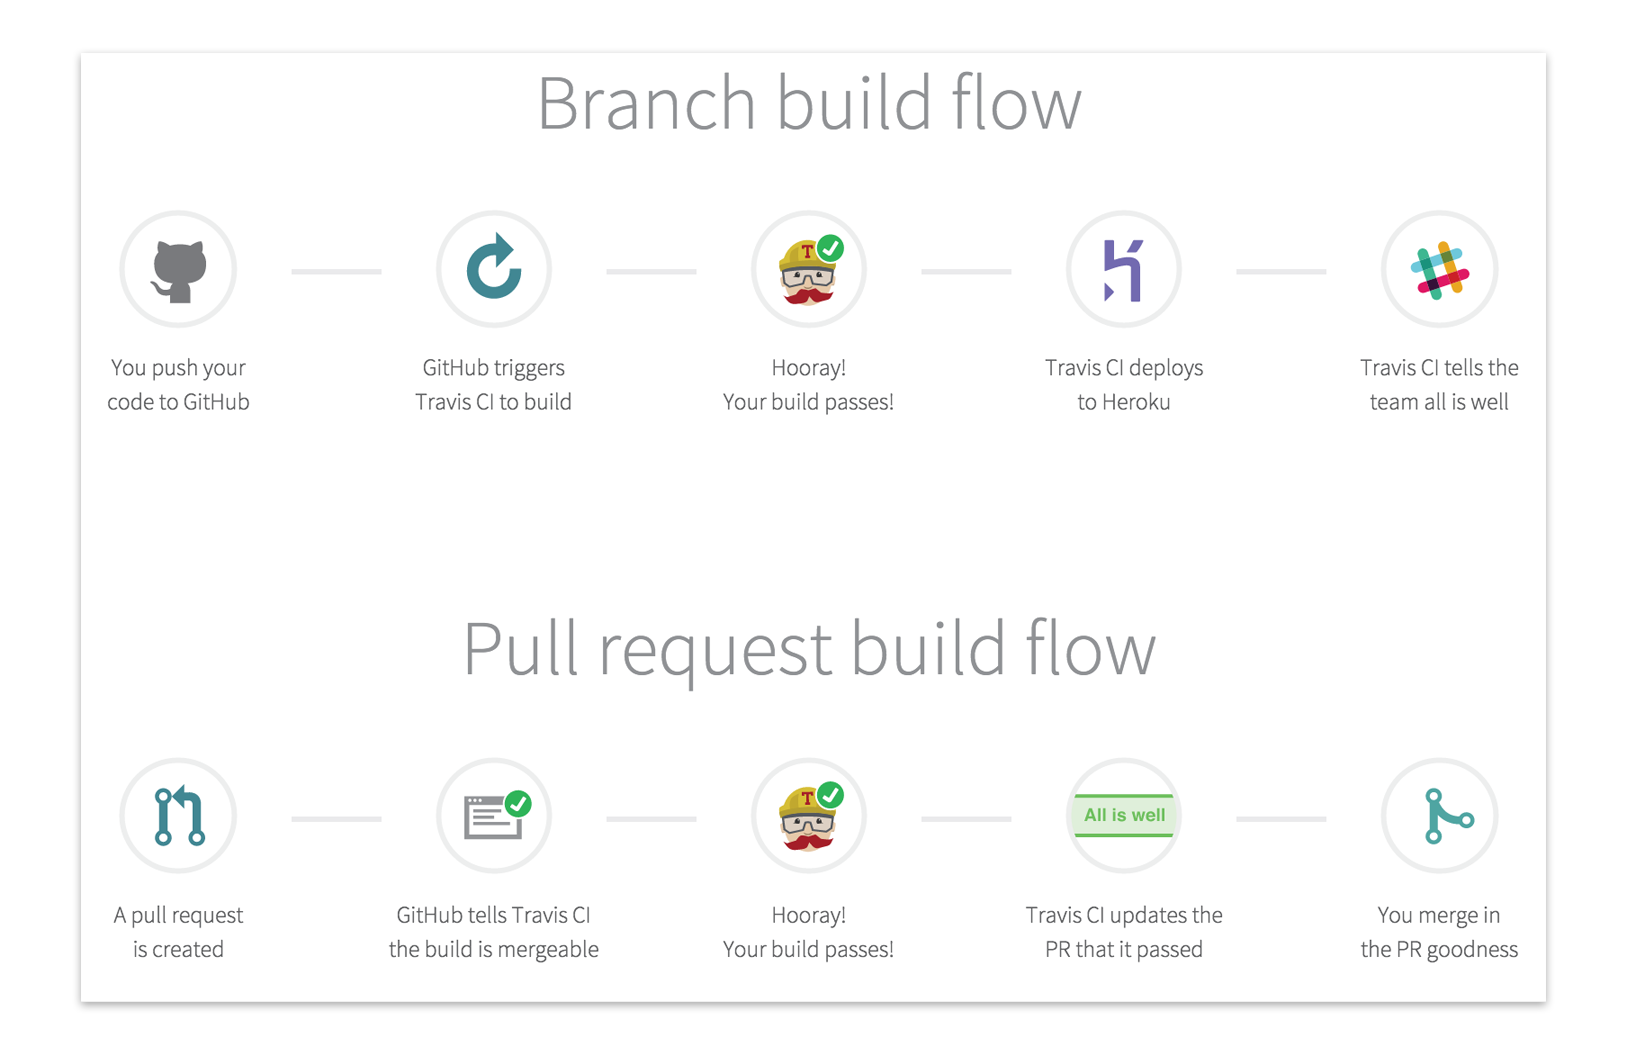 Branch build flow
You push your
code to GitHub
GitHub triggers
Travis CI to build
T
Hooray!
Your build passes!
Travis CI deploys
to Heroku
Travis CI tells the
team all is well
Pull request build flow
A pull request
is created
GitHub tells Travis CI
the build is mergeable
T
Hooray!
Your build passes!
All is well
Travis CI updates the
PR that it passed
You merge in
the PR goodness